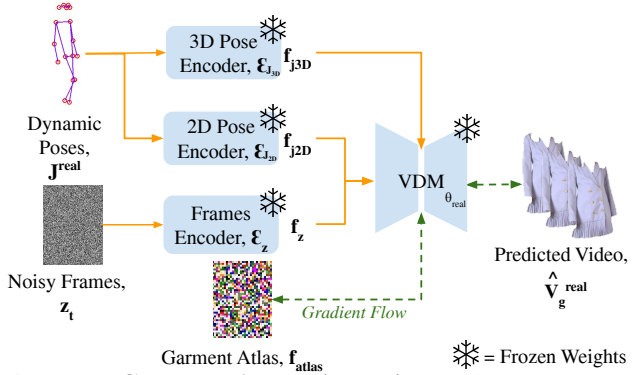 3D Pose
Encoder, ℰ_J3D
f_j3D
Dynamic
Poses,
J^real
2D Pose
Encoder, ℰ_J2D
f_j2D
VDM
θ_real
Frames
Encoder, ℰ_z
f_z
Noisy Frames,
z_t
Predicted Video,
V̂_g^real
Gradient Flow
Garment Atlas, f_atlas
= Frozen Weights